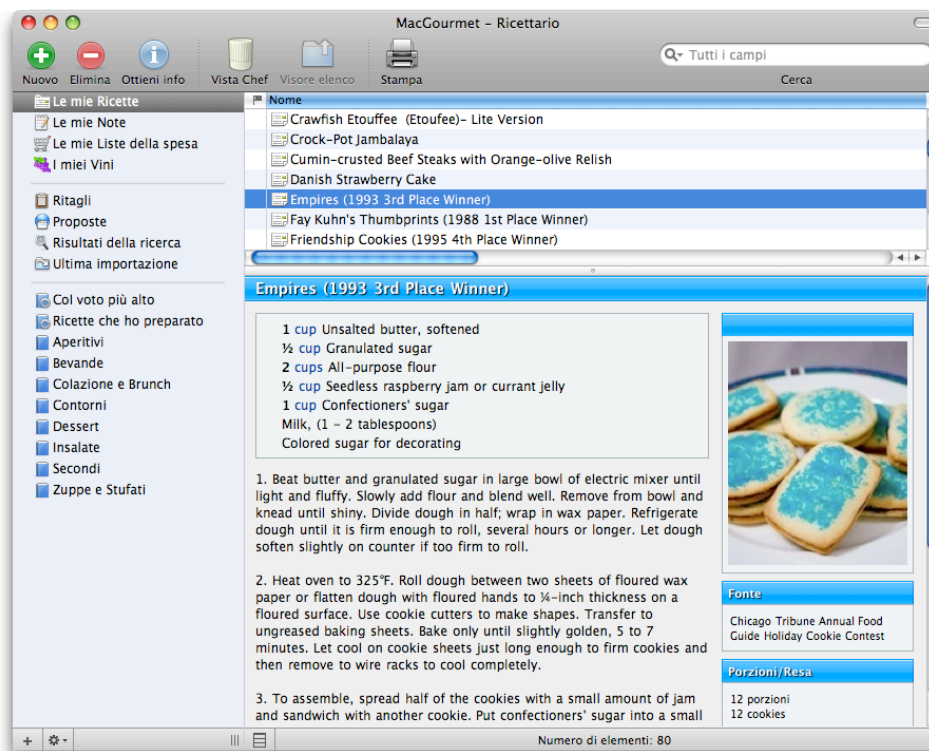 MacGourmet – Ricettario
Nuovo Elimina Ottieni info Vista Chef Visore elenco Stampa
Tutti i campi
Cerca
Le mie Ricette
Le mie Note
Le mie Liste della spesa
I miei Vini
Ritagli
Proposte
Risultati della ricerca
Ultima importazione
Col voto più alto
Ricette che ho preparato
Aperitivi
Bevande
Colazione e Brunch
Contorni
Dessert
Insalate
Secondi
Zuppe e Stufati
Nome
Crawfish Etouffee (Etoufee)- Lite Version
Crock-Pot Jambalaya
Cumin-crusted Beef Steaks with Orange-olive Relish
Danish Strawberry Cake
Empires (1993 3rd Place Winner)
Fay Kuhn's Thumbprints (1988 1st Place Winner)
Friendship Cookies (1995 4th Place Winner)
Empires (1993 3rd Place Winner)
1 cup Unsalted butter, softened
½ cup Granulated sugar
2 cups All-purpose flour
½ cup Seedless raspberry jam or currant jelly
1 cup Confectioners' sugar
Milk, (1 – 2 tablespoons)
Colored sugar for decorating
1. Beat butter and granulated sugar in large bowl of electric mixer until
light and fluffy. Slowly add flour and blend well. Remove from bowl and
knead until shiny. Divide dough in half; wrap in wax paper. Refrigerate
dough until it is firm enough to roll, several hours or longer. Let dough
soften slightly on counter if too firm to roll.
2. Heat oven to 325°F. Roll dough between two sheets of floured wax
paper or flatten dough with floured hands to ¼-inch thickness on a
floured surface. Use cookie cutters to make shapes. Transfer to
ungreased baking sheets. Bake only until slightly golden, 5 to 7
minutes. Let cool on cookie sheets just long enough to firm cookies and
then remove to wire racks to cool completely.
3. To assemble, spread half of the cookies with a small amount of jam
and sandwich with another cookie. Put confectioners' sugar into a small
Fonte
Chicago Tribune Annual Food
Guide Holiday Cookie Contest
Porzioni/Resa
12 porzioni
12 cookies
Numero di elementi: 80